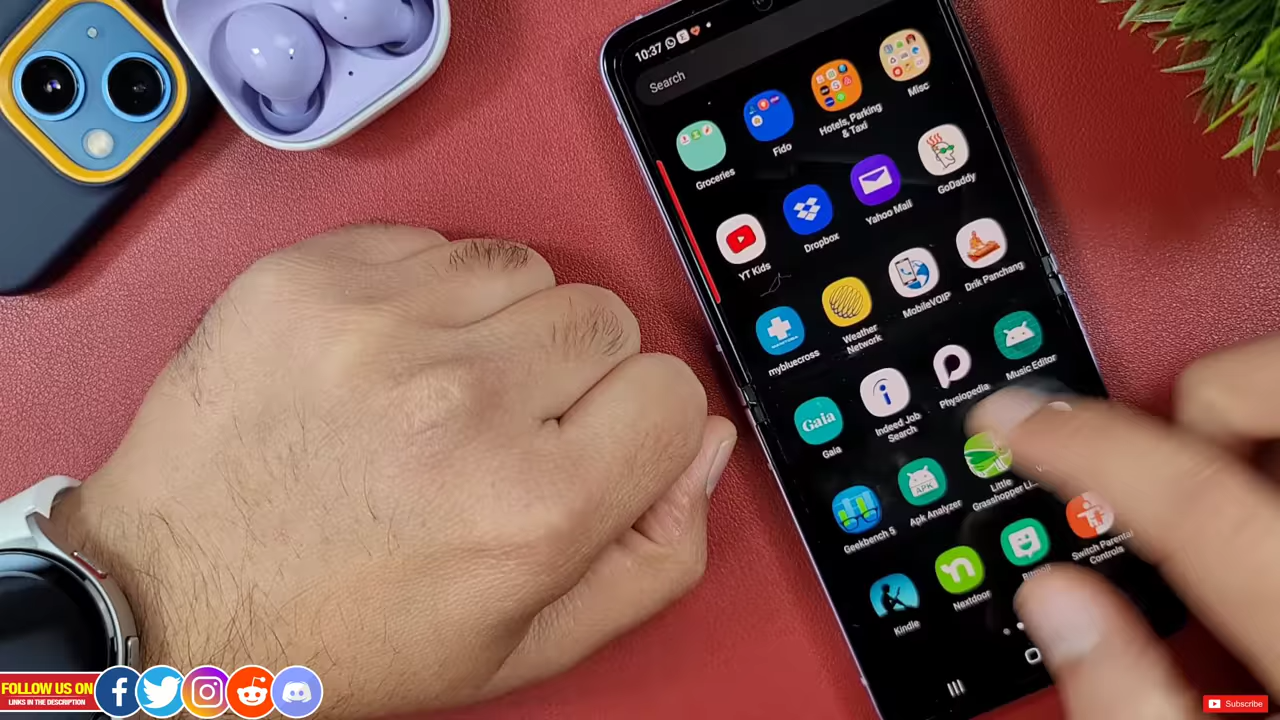 10:37
Search
Groceries
Fido
Hotels, Parking
& Taxi
Misc
YT Kids
Dropbox
Yahoo Mail
GoDaddy
mybluecross
Weather
Network
MobileVOIP
Drik Panchang
Gaia
Gaia
Indeed Job
Search
Physiopedia
Music Editor
Geekbench 5
APK
Apk Analyzer
Little
Grasshopper Li...
Kindle
Nextdoor
Bitmoji
Switch Parental
Controls
FOLLOW US ON
LINKS IN THE DESCRIPTION
Subscribe